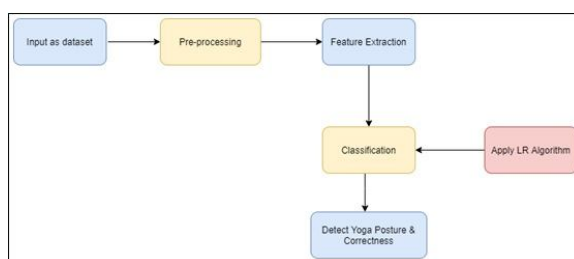 Input as dataset
Pre-processing
Feature Extraction
Classification
Apply LR Algorithm
Detect Yoga Posture &
Correctness